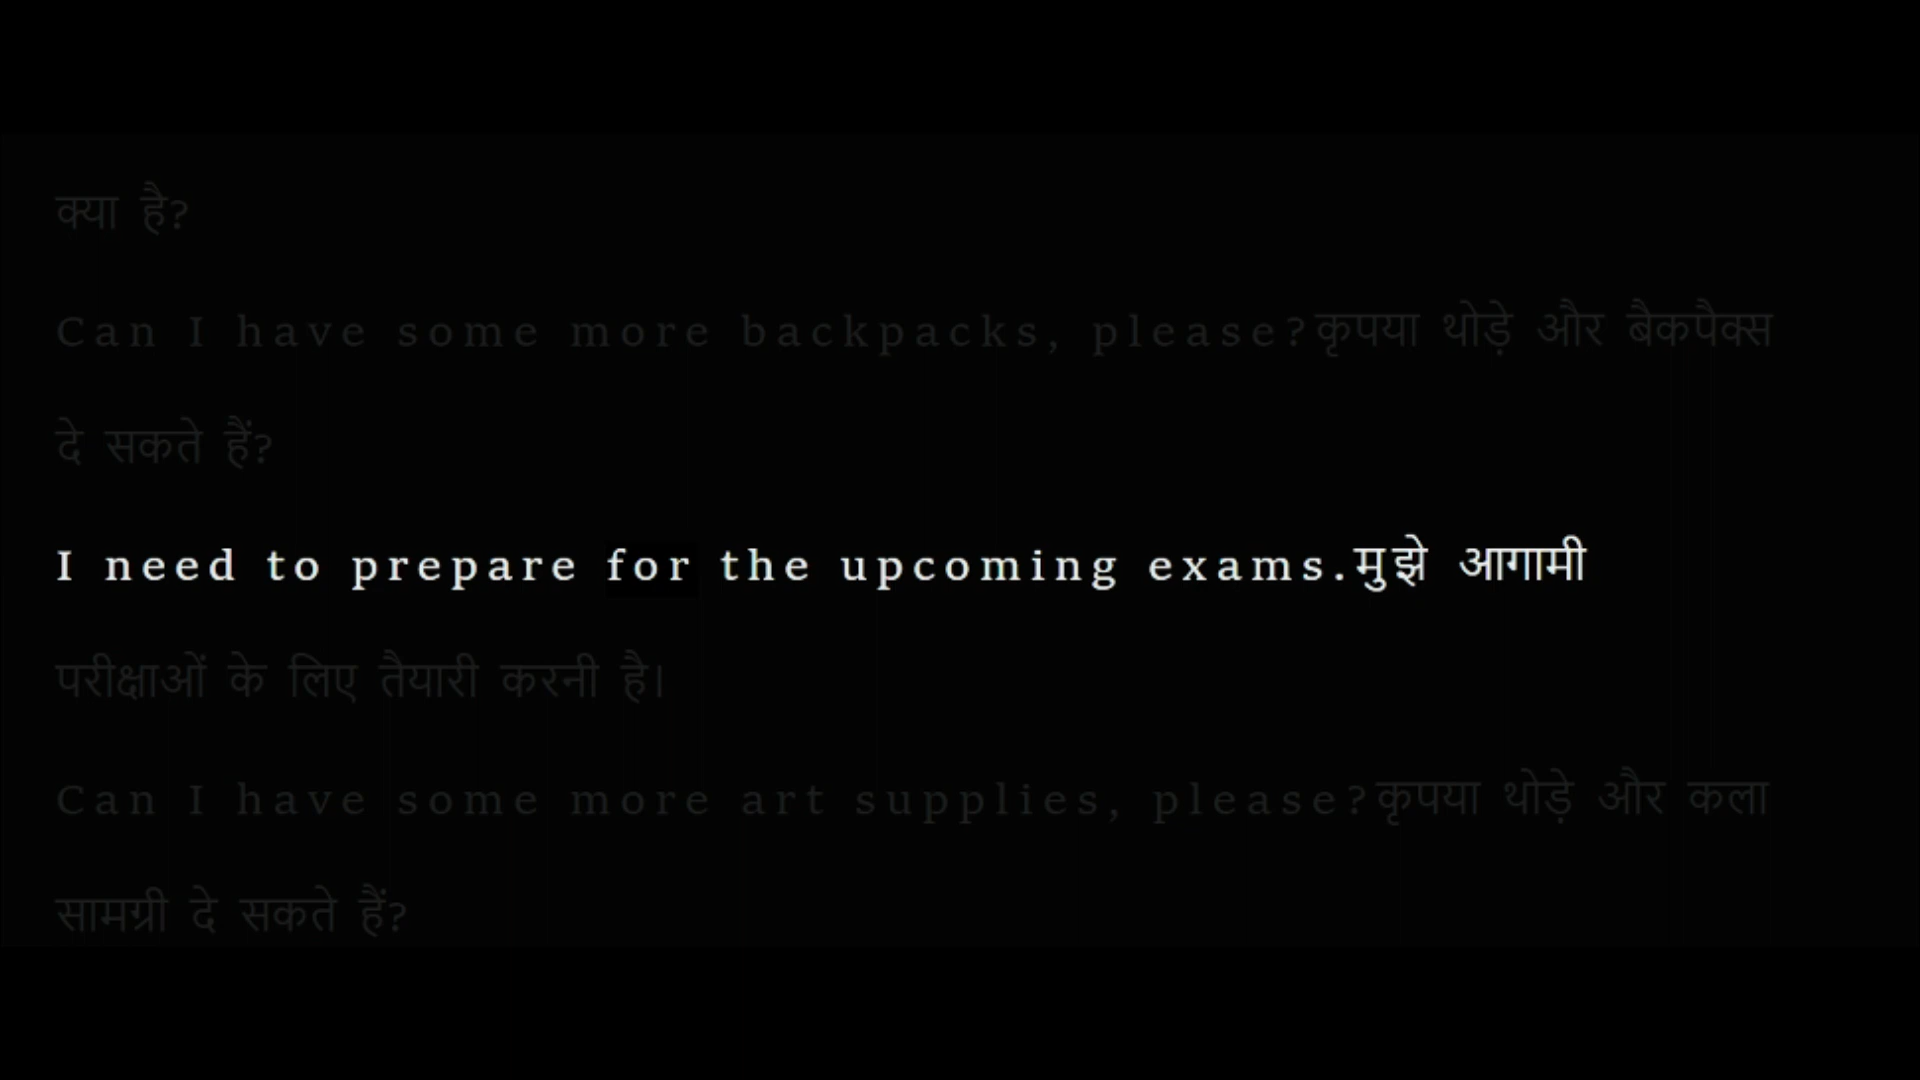 क्या है?
Can I have some more backpacks, please?कृपया थोड़े और बैकपैक्स
दे सकते हैं?
I need to prepare for the upcoming exams.मुझे आगामी
परीक्षाओं के लिए तैयारी करनी है।
Can I have some more art supplies, please?कृपया थोड़े और कला
सामग्री दे सकते हैं?